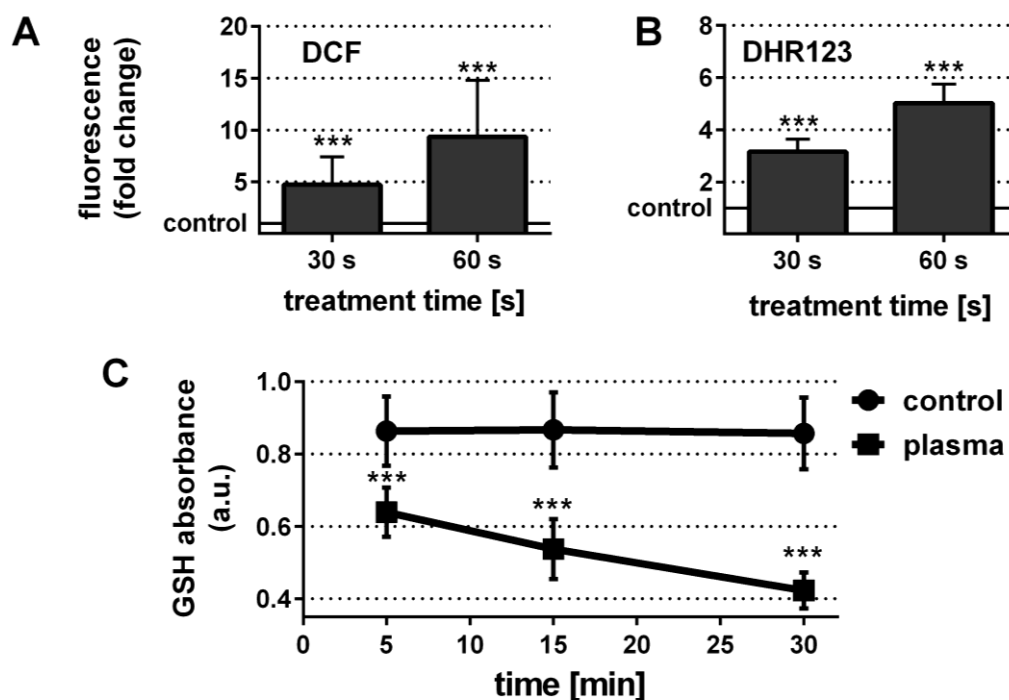 A
fluorescence
(fold change)
20
15
10
5
control
DCF
***
***
30 s
60 s
treatment time [s]
B
8
6
4
2
control
DHR123
***
***
30 s
60 s
treatment time [s]
C
GSH absorbance
(a.u.)
1.0
0.8
0.6
0.4
***
***
***
0
5
10
15
20
25
30
time [min]
control
plasma